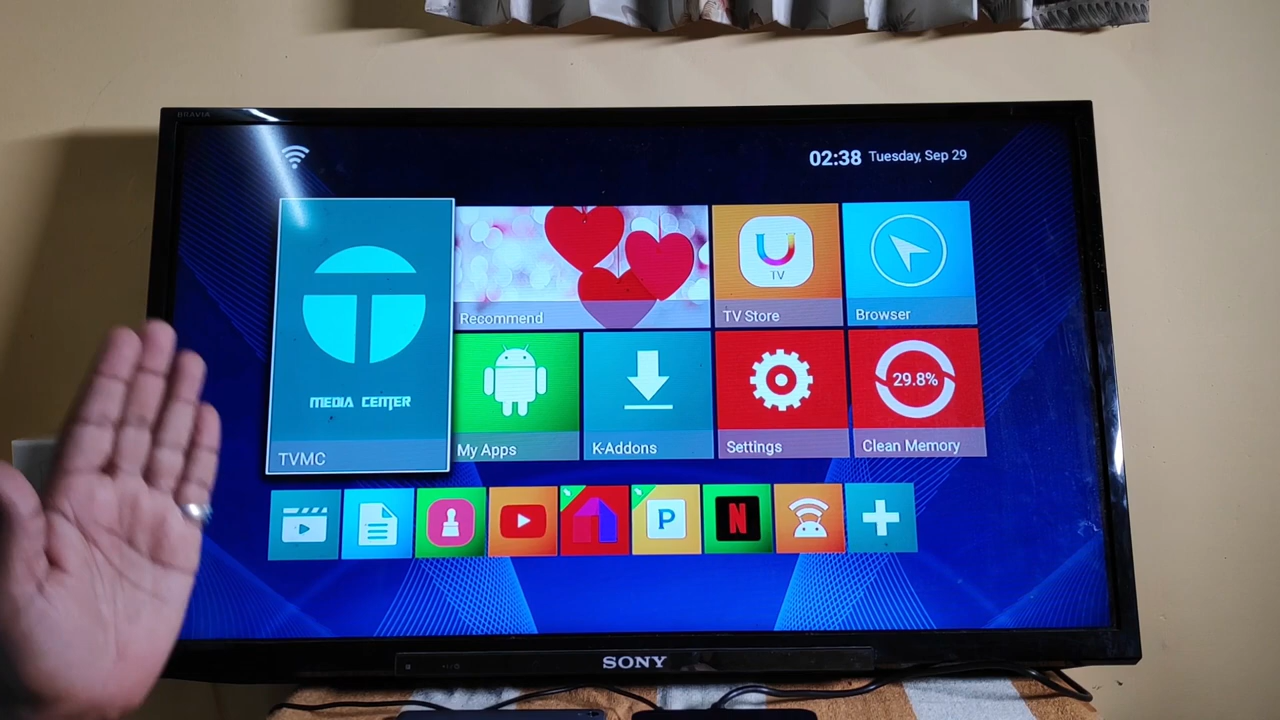 BRAVIA
02:38 Tuesday, Sep 29
MEDIA CENTER
TVMC
Recommend
TV
TV Store
Browser
My Apps
K-Addons
Settings
29.8%
Clean Memory
P
N
SONY